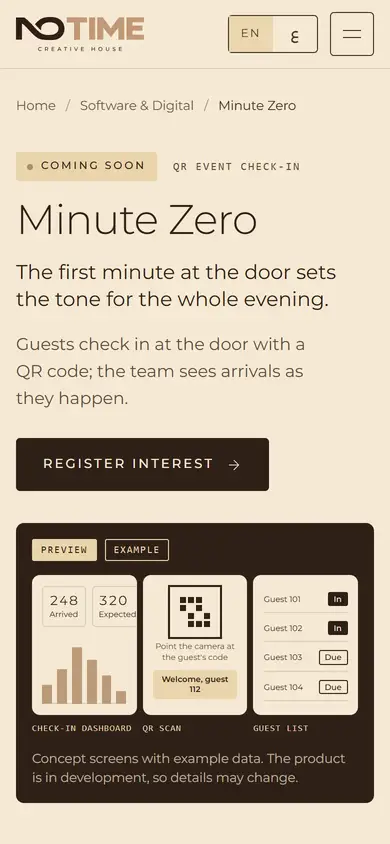 NOTIME
CREATIVE HOUSE
EN
ع
Home / Software & Digital / Minute Zero
COMING SOON
QR EVENT CHECK-IN
Minute Zero
The first minute at the door sets
the tone for the whole evening.
Guests check in at the door with a
QR code; the team sees arrivals as
they happen.
REGISTER INTEREST →
PREVIEW
EXAMPLE
248
Arrived
320
Expected
CHECK-IN DASHBOARD
Point the camera at
the guest's code
Welcome, guest
112
QR SCAN
Guest 101 In
Guest 102 In
Guest 103 Due
Guest 104 Due
GUEST LIST
Concept screens with example data. The product
is in development, so details may change.